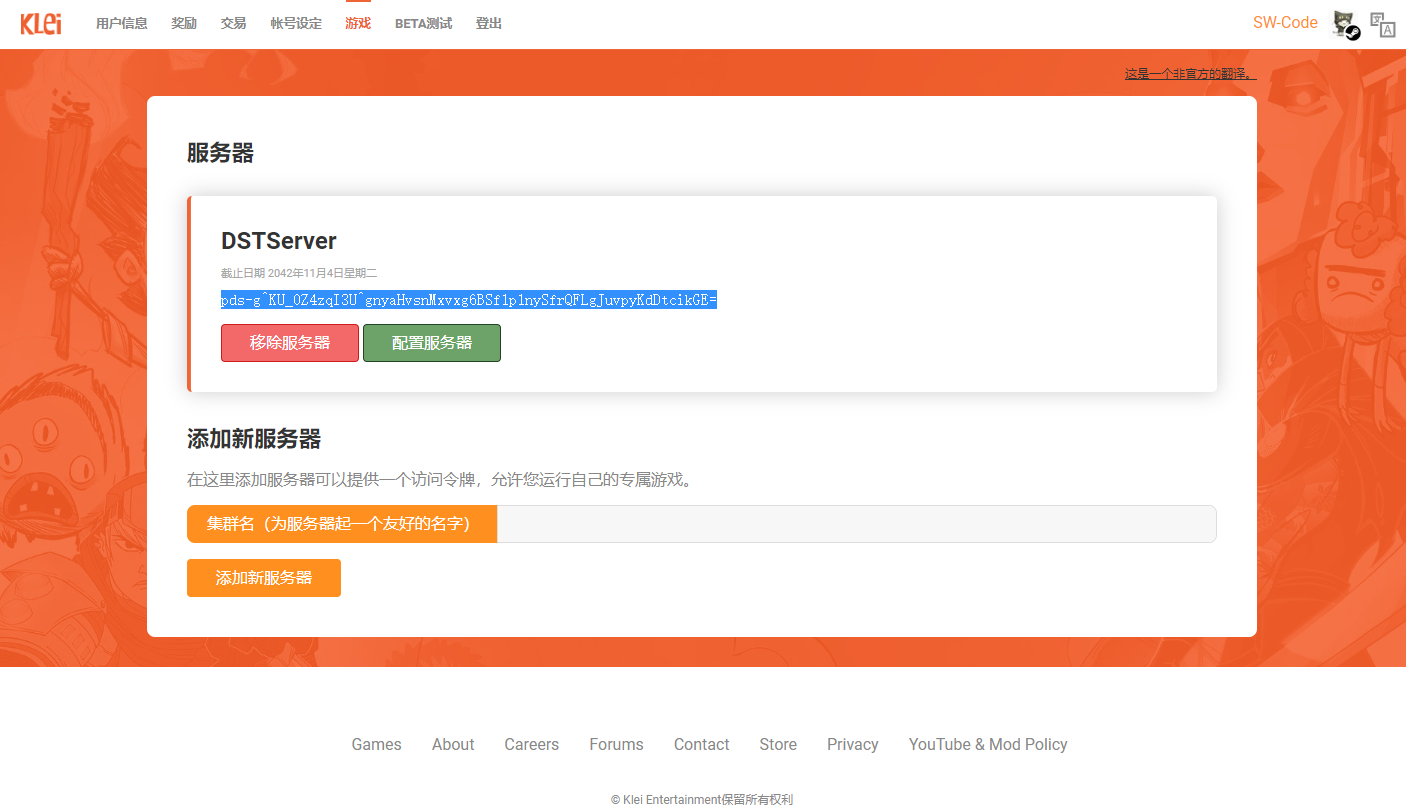 Klei 用户信息 奖励 交易 帐号设定 游戏 BETA测试 登出 SW-Code
这是一个非官方的翻译。
服务器
DSTServer
截止日期 2042年11月4日星期二
pds-g^KU_0Z4zqI3U^gnyaHvsnMxvxg6BSf1p1nySfrQFLgJuvpyKdDtcikGE=
移除服务器 配置服务器
添加新服务器
在这里添加服务器可以提供一个访问令牌，允许您运行自己的专属游戏。
集群名（为服务器起一个友好的名字）
添加新服务器
Games About Careers Forums Contact Store Privacy YouTube & Mod Policy
© Klei Entertainment保留所有权利